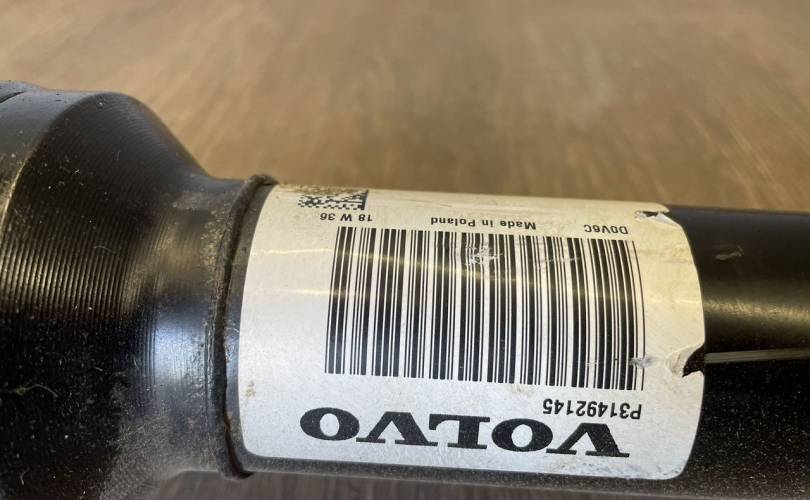 VOLVO
P31492145
D0V6C Made in Poland 18 W 36